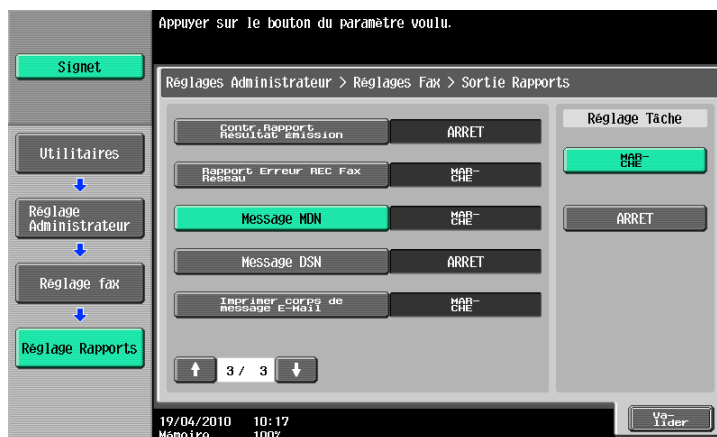 Appuyer sur le bouton du paramètre voulu.
Signet
Réglages Administrateur > Réglages Fax > Sortie Rapports
Utilitaires
Réglage
Administrateur
Réglage fax
Réglage Rapports
Contr.Rapport
Résultat émission
ARRET
Rapport Erreur REC Fax
Réseau
MAR-
CHE
Message MDN
MAR-
CHE
Message DSN
ARRET
Imprimer corps de
message E-Mail
MAR-
CHE
3/ 3
Réglage Tâche
MAR-
CHE
ARRET
19/04/2010 10:17
Mémoire 100%
Va-
lider